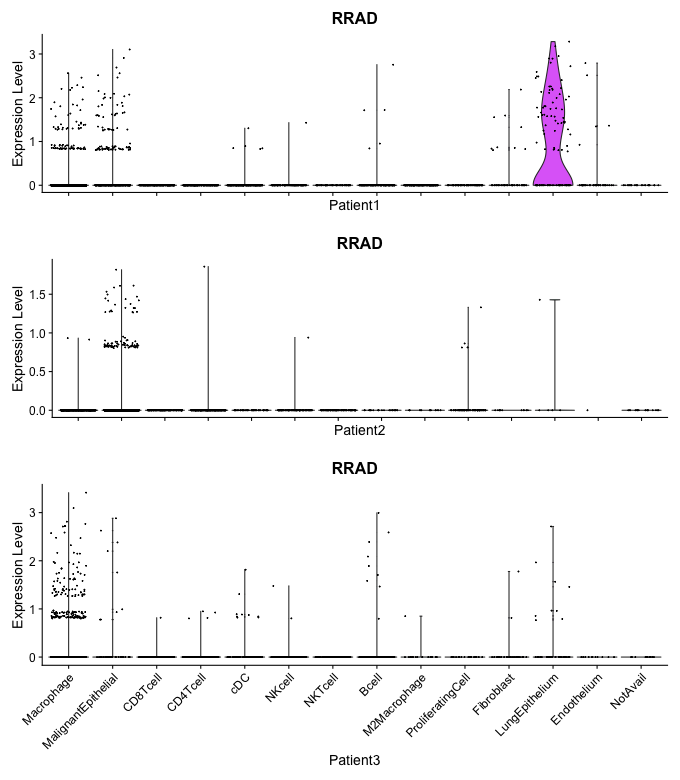 RRAD
Expression Level
3
2
1
0
Patient1
RRAD
Expression Level
1.5
1.0
0.5
0.0
Patient2
RRAD
Expression Level
3
2
1
0
Macrophage
MalignantEpithelial
CD8Tcell
CD4Tcell
cDC
NKcell
NKTcell
Bcell
M2Macrophage
ProliferatingCell
Fibroblast
LungEpithelium
Endothelium
NotAvail
Patient3